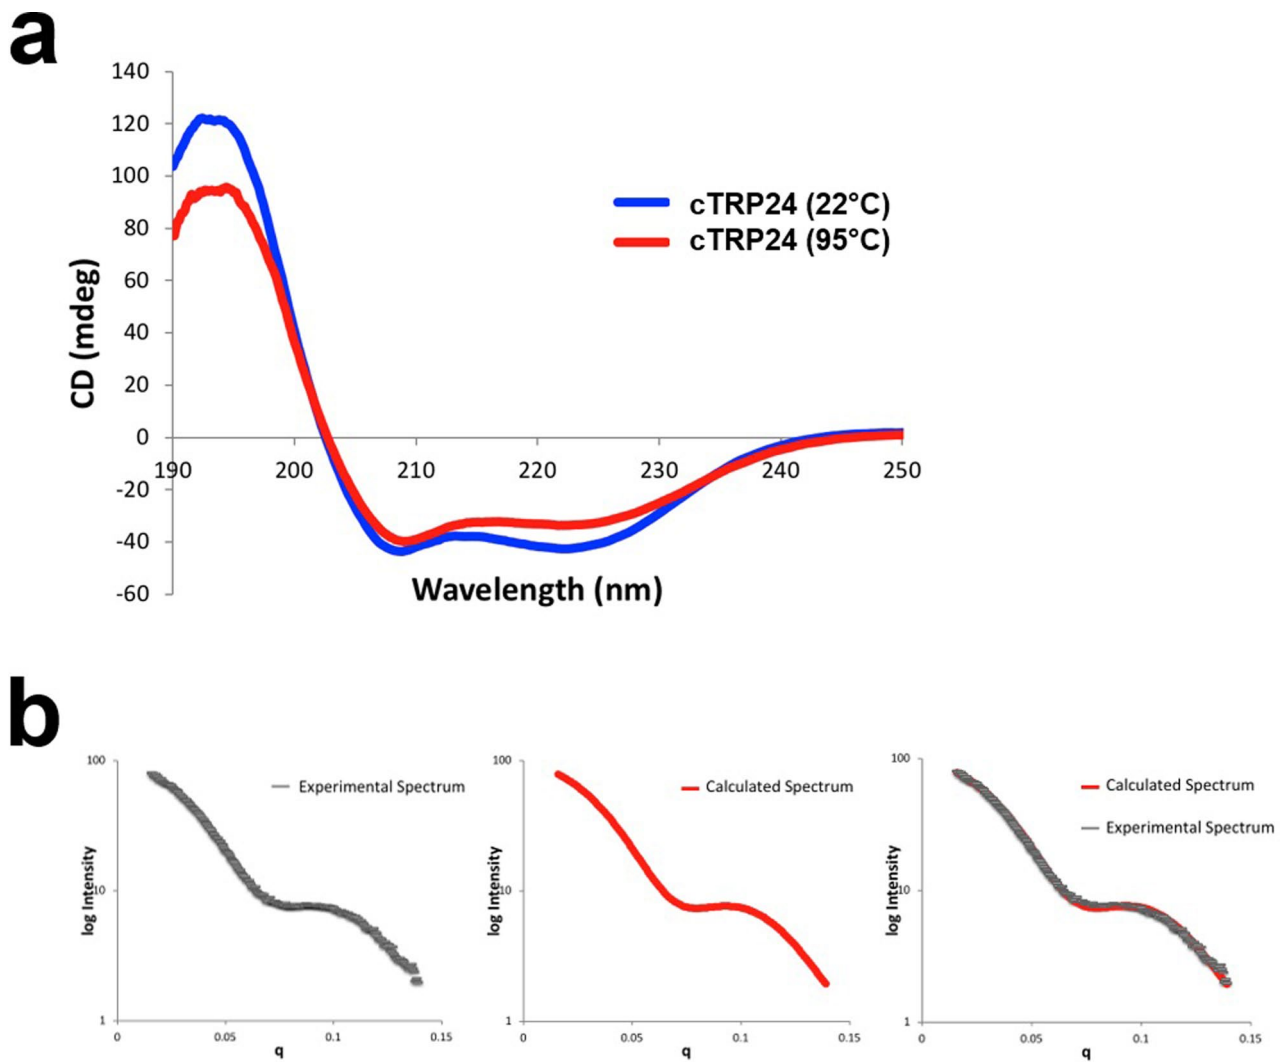 a
140
120
100
80
60
40
20
0
-20
-40
-60
CD (mdeg)
190 200 210 220 230 240 250
Wavelength (nm)
cTRP24 (22°C)
cTRP24 (95°C)
b
100
10
1
log Intensity
0 0.05 0.1 0.15
q
Experimental Spectrum
100
10
1
log Intensity
0 0.05 0.1 0.15
q
Calculated Spectrum
100
10
1
log Intensity
0 0.05 0.1 0.15
q
Calculated Spectrum
Experimental Spectrum